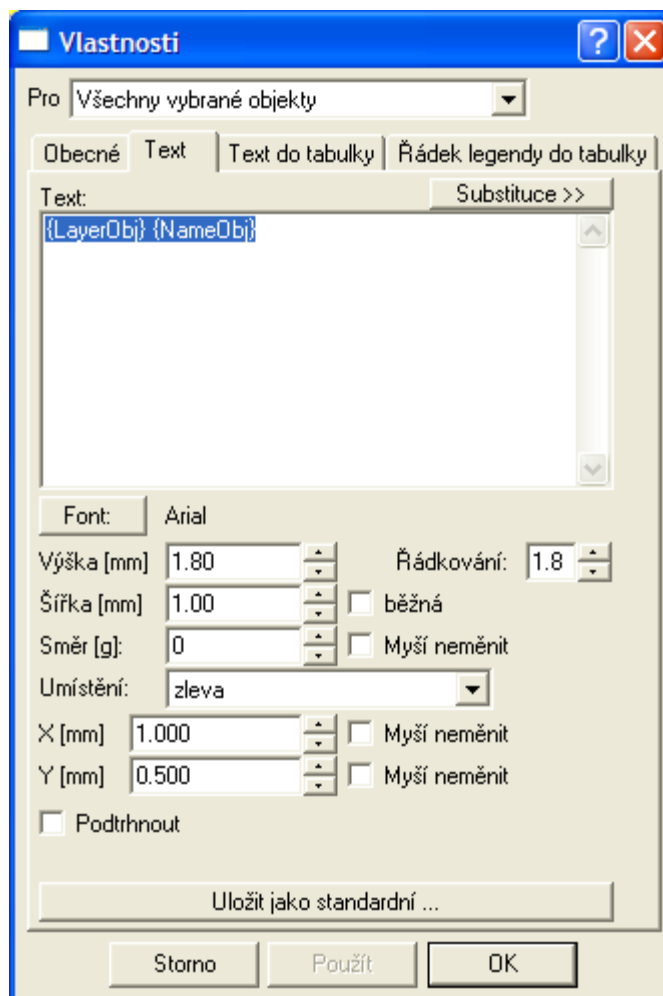 Vlastnosti
Pro Všechny vybrané objekty
Obecné Text Text do tabulky Řádek legendy do tabulky
Text: Substituce >>
{LayerObj} {NameObj}
Font: Arial
Výška [mm] 1.80 Řádkování: 1.8
Šířka [mm] 1.00 běžná
Směr [g]: 0 Myší neměnit
Umístění: zleva
X [mm] 1.000 Myší neměnit
Y [mm] 0.500 Myší neměnit
Podtrhnout
Uložit jako standardní ...
Storno Použít OK